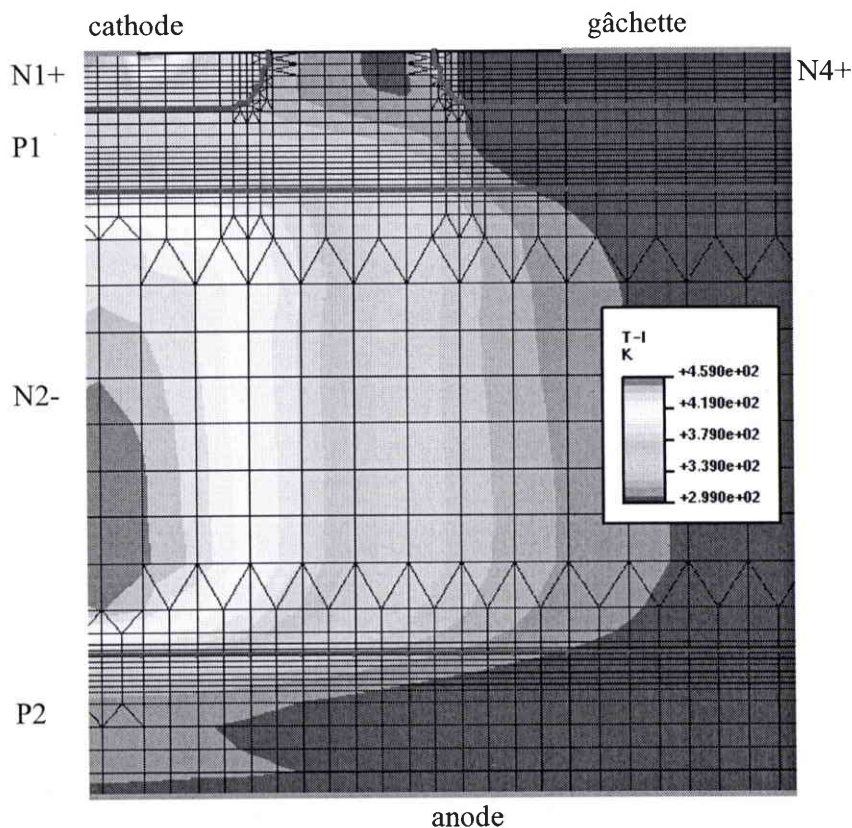 cathode
gâchette
N1+
N4+
P1
T-I
K
+4.590e+02
+4.190e+02
+3.790e+02
+3.390e+02
+2.990e+02
N2-
P2
anode